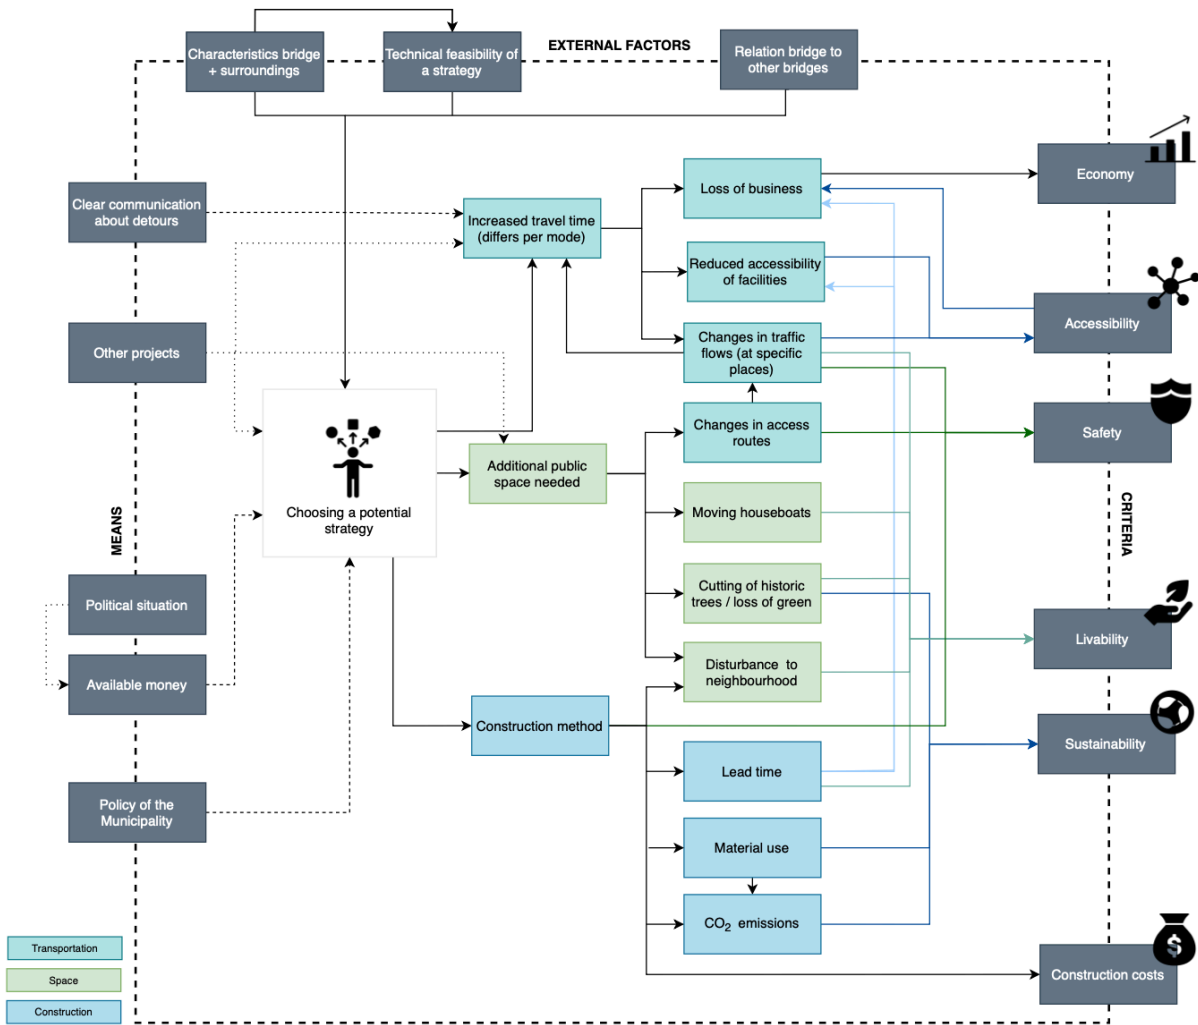 EXTERNAL FACTORS
Characteristics bridge
+ surroundings
Technical feasibility of
a strategy
Relation bridge to
other bridges
MEANS
Clear communication
about detours
Other projects
Political situation
Available money
Policy of the
Municipality
Choosing a potential
strategy
Increased travel time
(differs per mode)
Additional public
space needed
Construction method
Loss of business
Reduced accessibility
of facilities
Changes in traffic
flows (at specific
places)
Changes in access
routes
Moving houseboats
Cutting of historic
trees / loss of green
Disturbance to
neighbourhood
Lead time
Material use
CO₂ emissions
CRITERIA
Economy
Accessibility
Safety
Livability
Sustainability
Construction costs
$
Transportation
Space
Construction